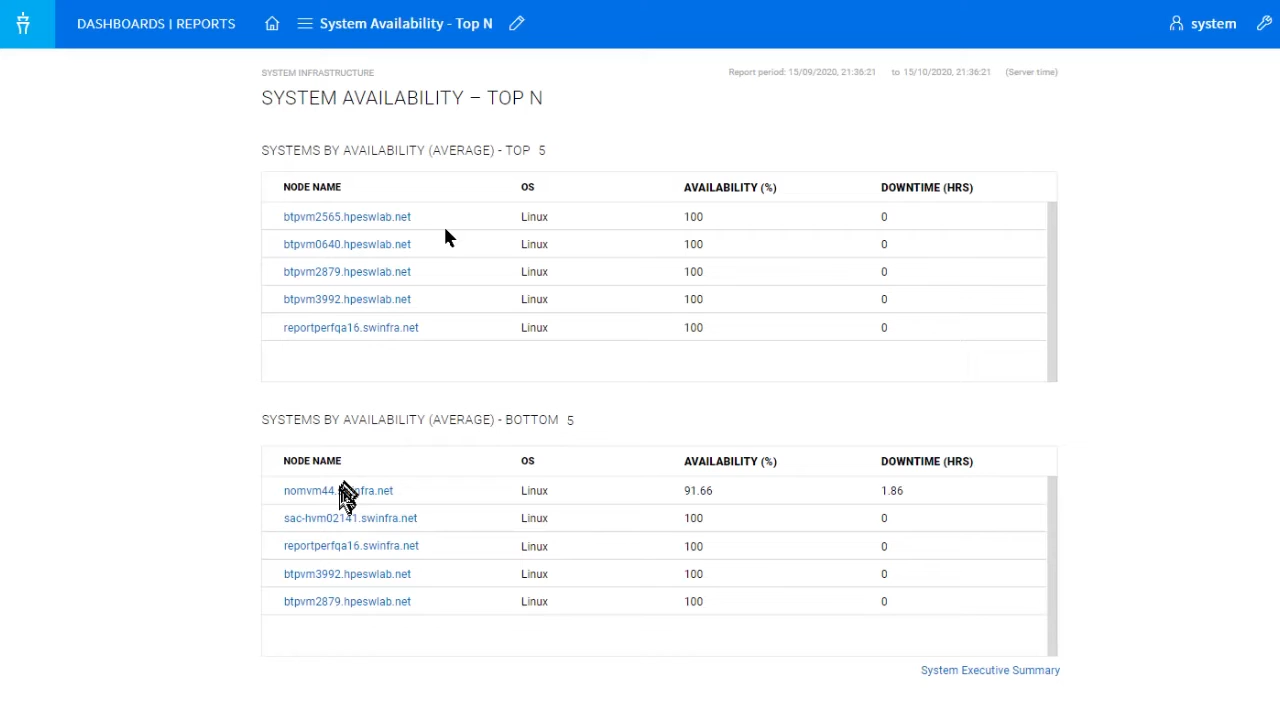 DASHBOARDS | REPORTS System Availability - Top N system
SYSTEM INFRASTRUCTURE Report period: 15/09/2020, 21:36:21 to 15/10/2020, 21:36:21 (Server time)
SYSTEM AVAILABILITY – TOP N
SYSTEMS BY AVAILABILITY (AVERAGE) - TOP 5
NODE NAME OS AVAILABILITY (%) DOWNTIME (HRS)
btpvm2565.hpeswlab.net Linux 100 0
btpvm0640.hpeswlab.net Linux 100 0
btpvm2879.hpeswlab.net Linux 100 0
btpvm3992.hpeswlab.net Linux 100 0
reportperfqa16.swinfra.net Linux 100 0
SYSTEMS BY AVAILABILITY (AVERAGE) - BOTTOM 5
NODE NAME OS AVAILABILITY (%) DOWNTIME (HRS)
Linux 91.66 1.86
sac-hvm02141.swinfra.net Linux 100 0
reportperfqa16.swinfra.net Linux 100 0
btpvm3992.hpeswlab.net Linux 100 0
btpvm2879.hpeswlab.net Linux 100 0
System Executive Summary